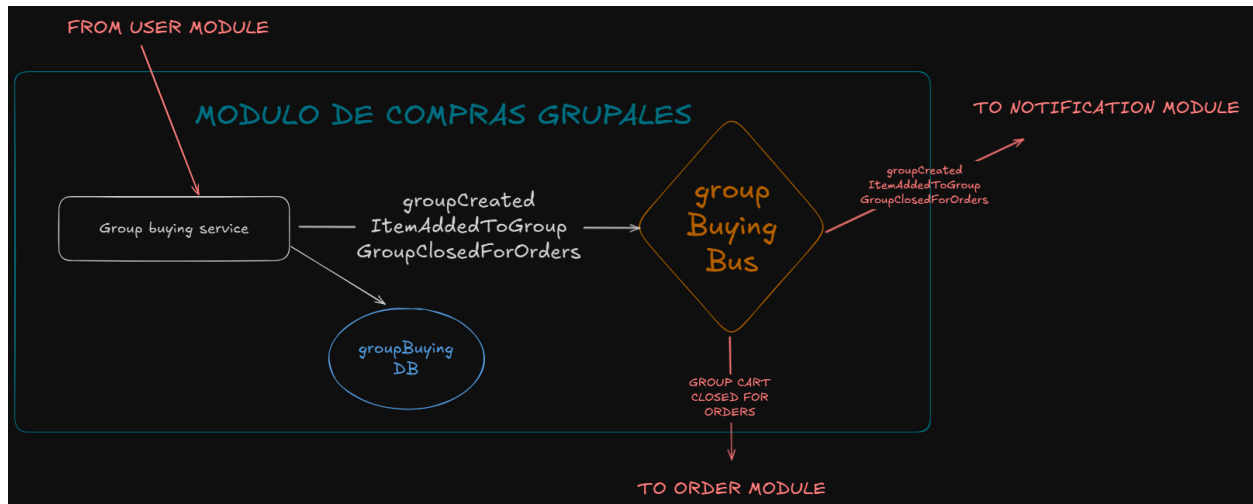 FROM USER MODULE
MODULO DE COMPRAS GRUPALES
TO NOTIFICATION MODULE
groupCreated
ItemAddedToGroup
GroupClosedForOrders
Group buying service
groupCreated
ItemAddedToGroup
GroupClosedForOrders
group
Buying
Bus
groupBuying
DB
GROUP CART
CLOSED FOR
ORDERS
TO ORDER MODULE